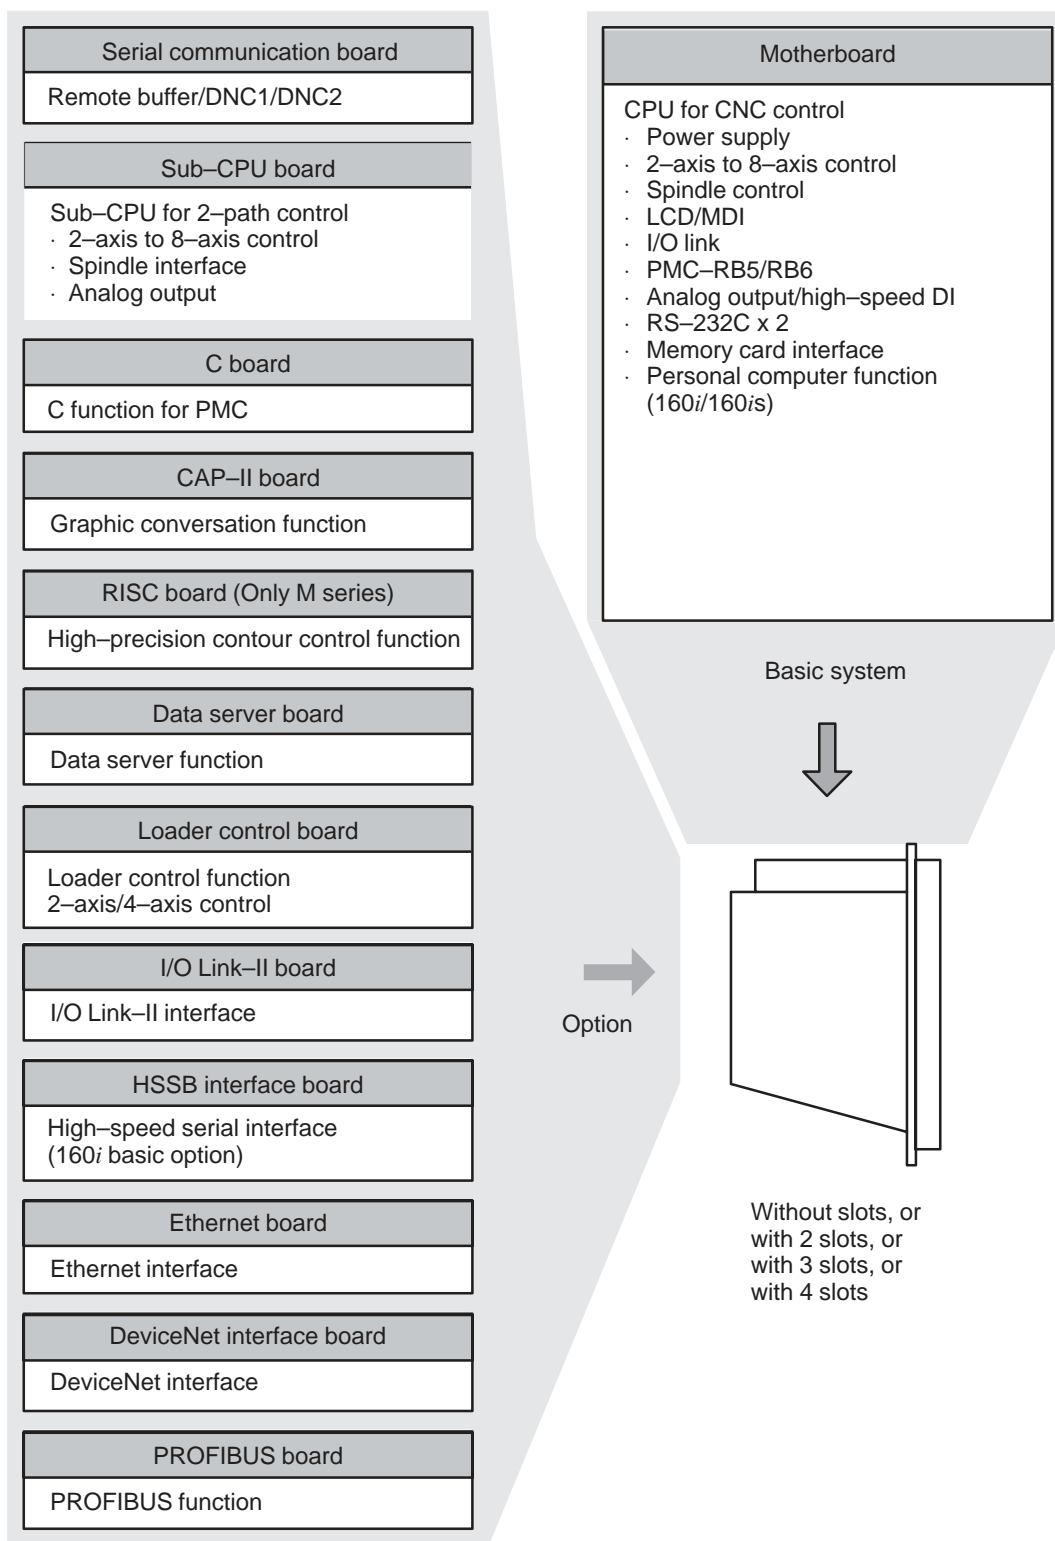 Serial communication board
Remote buffer/DNC1/DNC2
Sub–CPU board
Sub–CPU for 2–path control
· 2–axis to 8–axis control
· Spindle interface
· Analog output
C board
C function for PMC
CAP–II board
Graphic conversation function
RISC board (Only M series)
High–precision contour control function
Data server board
Data server function
Loader control board
Loader control function
2–axis/4–axis control
I/O Link–II board
I/O Link–II interface
HSSB interface board
High–speed serial interface
(160i basic option)
Ethernet board
Ethernet interface
DeviceNet interface board
DeviceNet interface
PROFIBUS board
PROFIBUS function
Motherboard
CPU for CNC control
· Power supply
· 2–axis to 8–axis control
· Spindle control
· LCD/MDI
· I/O link
· PMC–RB5/RB6
· Analog output/high–speed DI
· RS–232C x 2
· Memory card interface
· Personal computer function
(160i/160is)
Basic system
Option
Without slots, or
with 2 slots, or
with 3 slots, or
with 4 slots